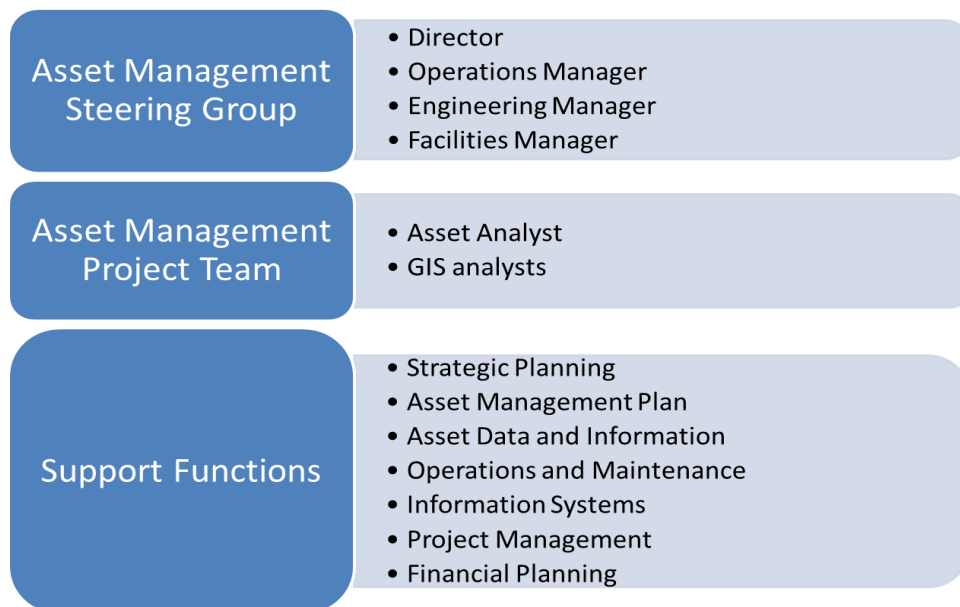 Asset Management
Steering Group
• Director
• Operations Manager
• Engineering Manager
• Facilities Manager
Asset Management
Project Team
• Asset Analyst
• GIS analysts
Support Functions
• Strategic Planning
• Asset Management Plan
• Asset Data and Information
• Operations and Maintenance
• Information Systems
• Project Management
• Financial Planning